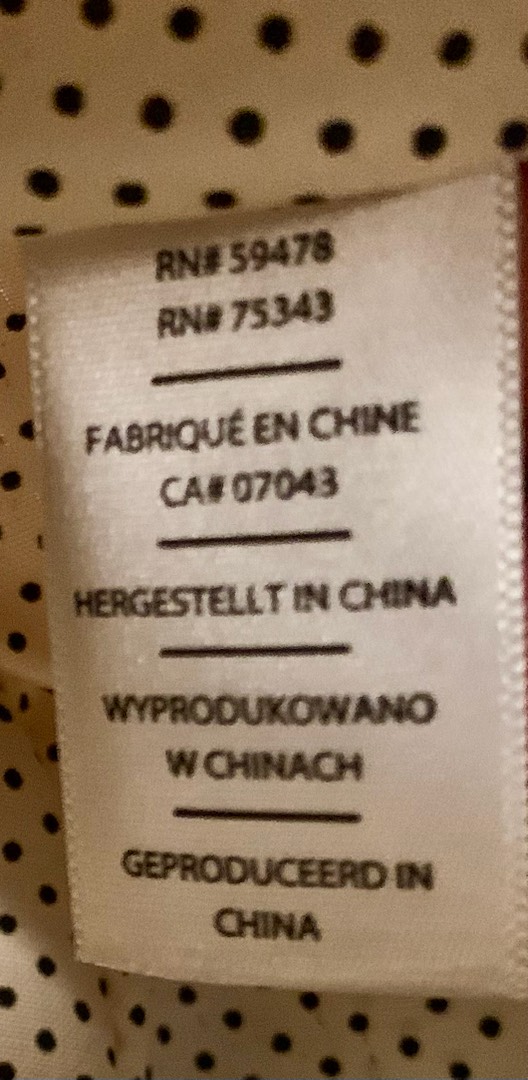 RN# 59478
RN# 75343
FABRIQUÉ EN CHINE
CA# 07043
HERGESTELLT IN CHINA
WYPRODUKOWANO
W CHINACH
GEPRODUCEERD IN
CHINA